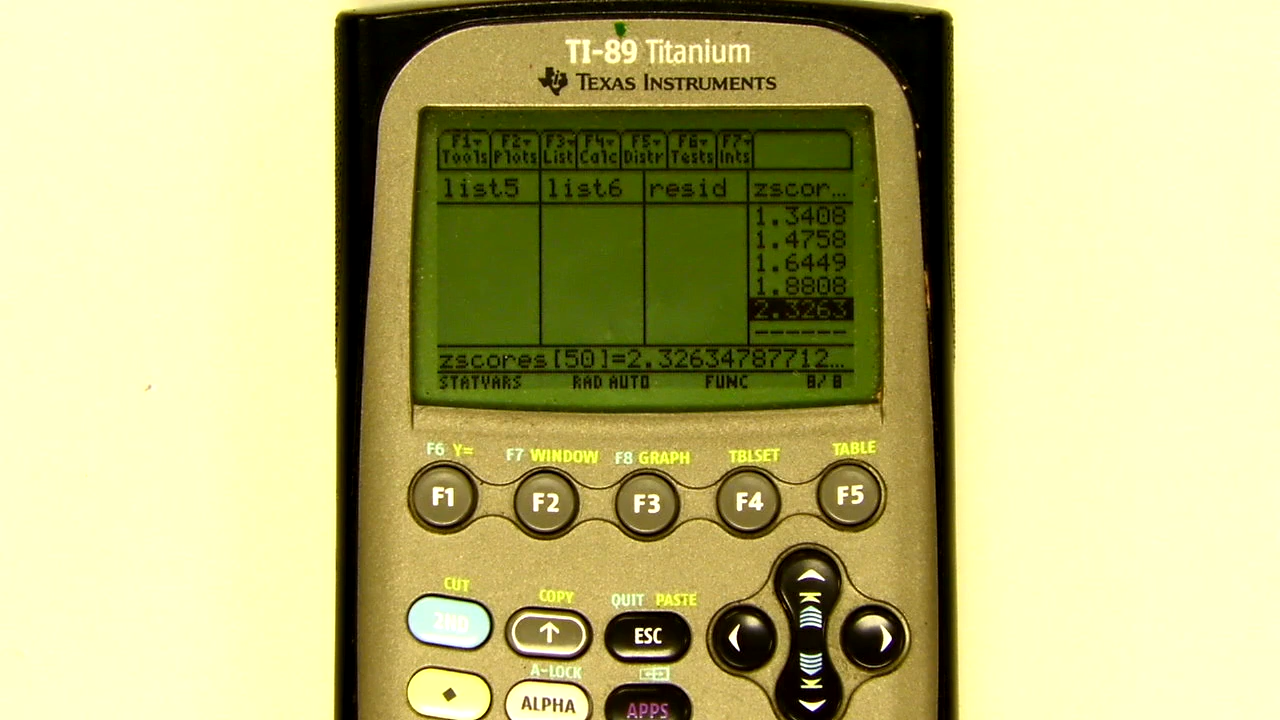 TI-89 Titanium
TEXAS INSTRUMENTS
F1 F2 F3 F4 F5 F6 F7
Tools Plots List Calc Distr Tests Ints
list5 list6 resid zscor...
1.3408
1.4758
1.6449
1.8808
2.3263
------
zscores[50]=2.32634787712...
STATVARS RAD AUTO FUNC 8/8
F6 Y= F7 WINDOW F8 GRAPH TBLSET TABLE
F1 F2 F3 F4 F5
CUT COPY QUIT PASTE
2ND ESC
A-LOCK
ALPHA APPS